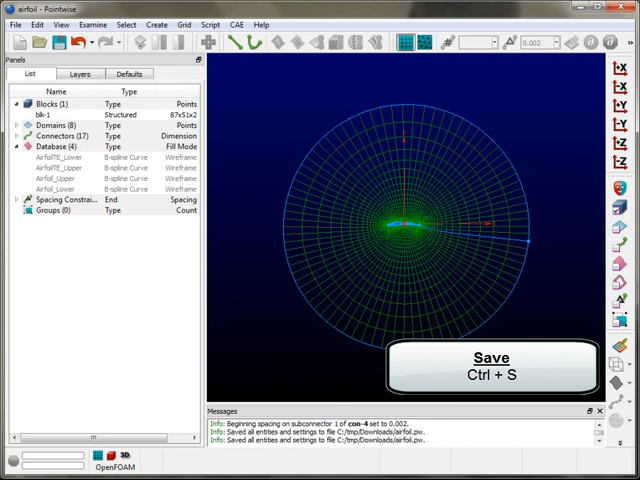 airfoil - Pointwise
File Edit View Examine Select Create Grid Script CAE Help
0.002
Panels
List Layers Defaults
Name Type
Blocks (1) Type Points
blk-1 Structured 87x51x2
Domains (8) Type Points
Connectors (17) Type Dimension
Database (4) Type Fill Mode
AirfoilTE_Lower B-spline Curve Wireframe
AirfoilTE_Upper B-spline Curve Wireframe
Airfoil_Upper B-spline Curve Wireframe
Airfoil_Lower B-spline Curve Wireframe
Spacing Constrai... End Spacing
Groups (0) Type Count
+X
-X
+Y
-Y
+Z
-Z
Save
Ctrl + S
Messages
Info: Beginning spacing on subconnector 1 of con-4 set to 0.002.
Info: Saved all entities and settings to file C:/tmp/Downloads/airfoil.pw.
Info: Saved all entities and settings to file C:/tmp/Downloads/airfoil.pw.
3D
OpenFOAM